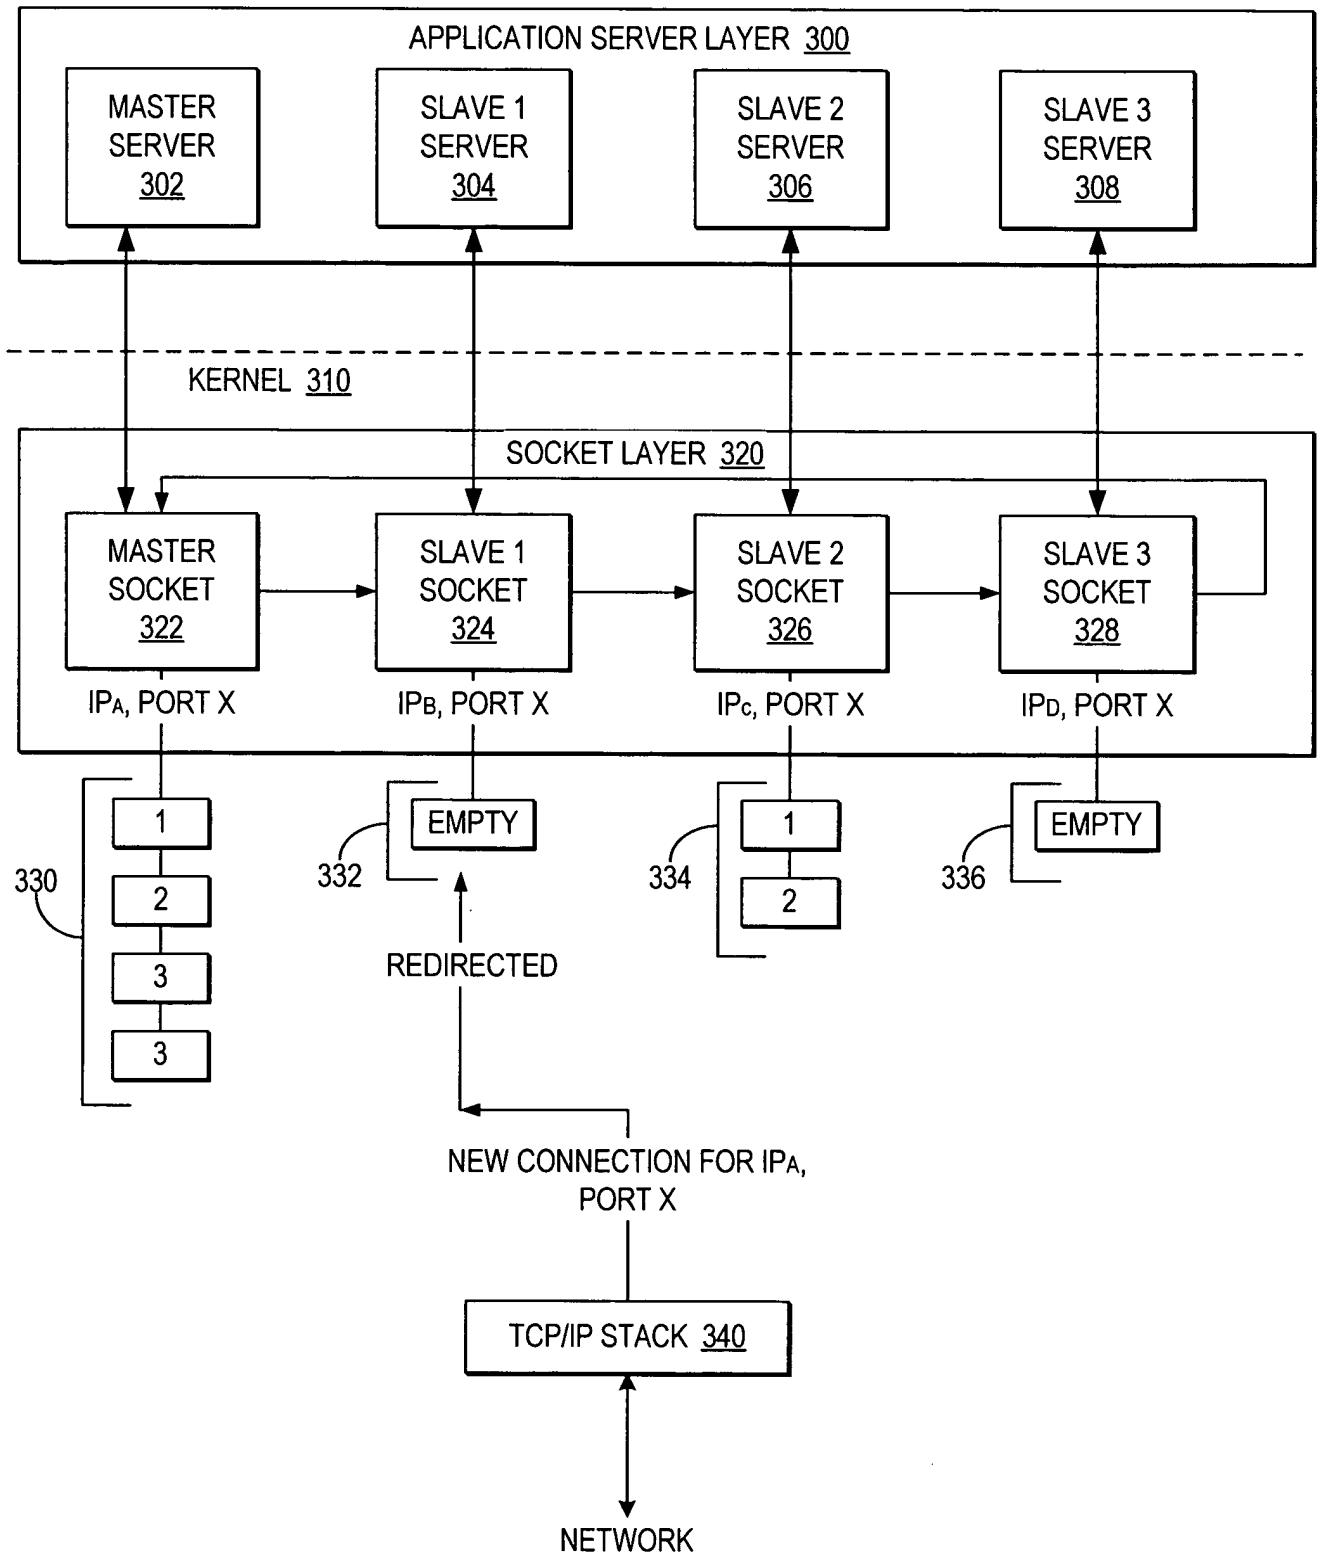 APPLICATION SERVER LAYER 300
MASTER
SERVER
302
SLAVE 1
SERVER
304
SLAVE 2
SERVER
306
SLAVE 3
SERVER
308
KERNEL 310
SOCKET LAYER 320
MASTER
SOCKET
322
SLAVE 1
SOCKET
324
SLAVE 2
SOCKET
326
SLAVE 3
SOCKET
328
IPA, PORT X
IPB, PORT X
IPC, PORT X
IPD, PORT X
330
1
2
3
3
332
EMPTY
334
1
2
336
EMPTY
REDIRECTED
NEW CONNECTION FOR IPA,
PORT X
TCP/IP STACK 340
NETWORK